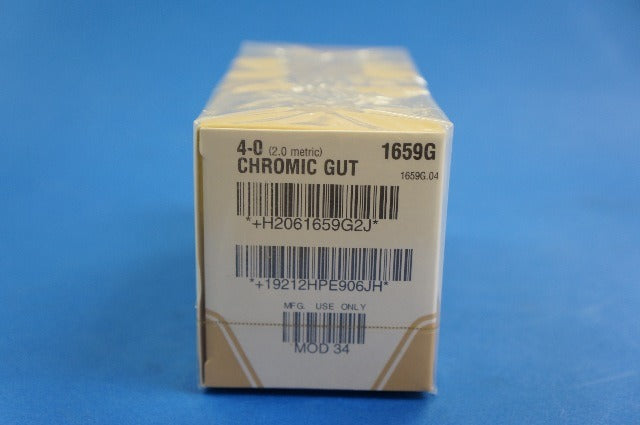 4-0 (2.0 metric) 1659G
CHROMIC GUT 1659G.04
*+H2061659G2J*
*+19212HPE906JH*
MFG. USE ONLY
MOD 34